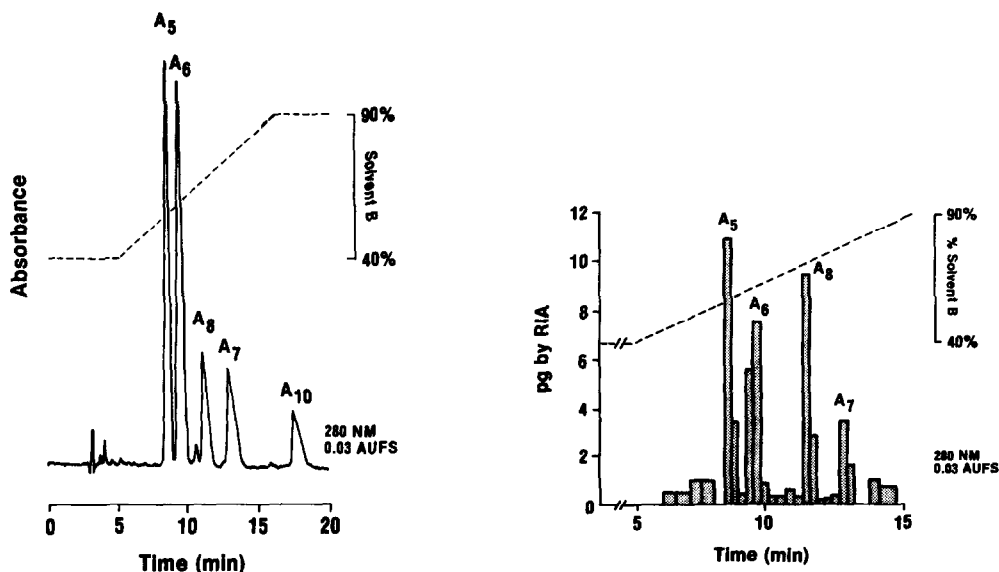 A5
A6
90%
Solvent B
40%
Absorbance
A8
A7
A10
280 NM
0.03 AUFS
0 5 10 15 20
Time (min)
12
10
8
6
4
2
0
pg by RIA
A5
A6
A8
A7
90%
% Solvent B
40%
280 NM
0.03 AUFS
5 10 15
Time (min)